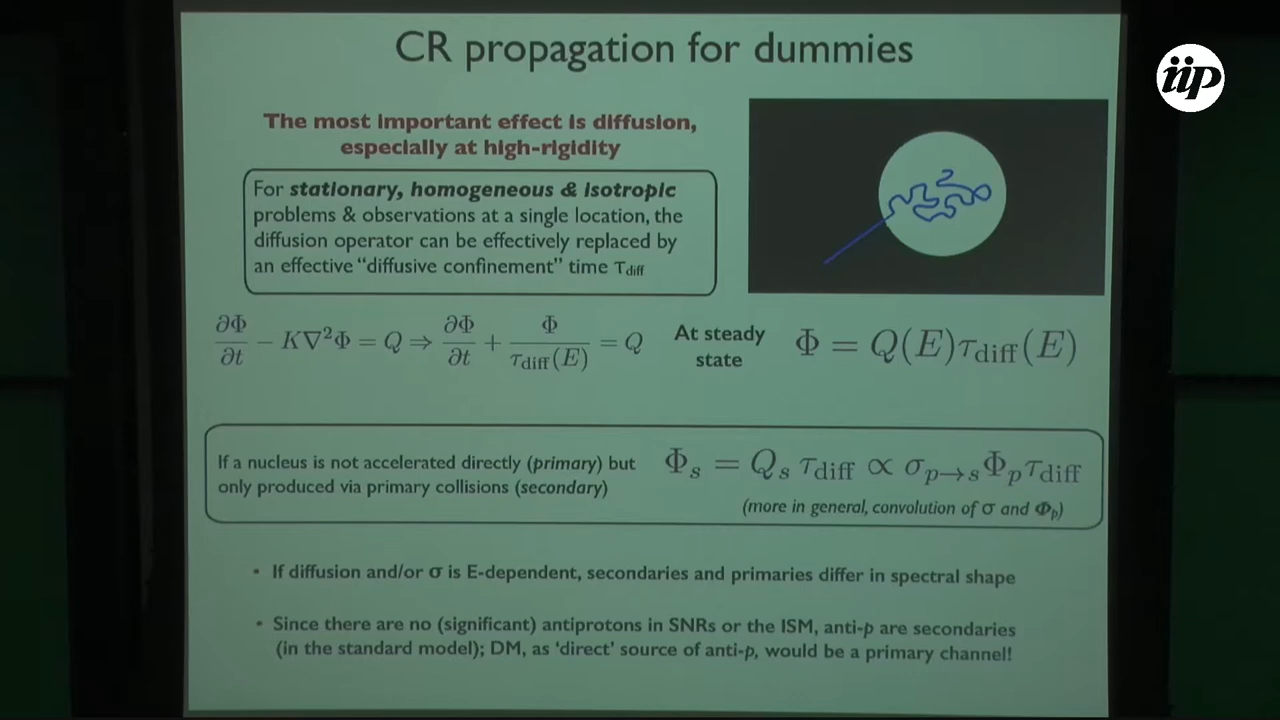 CR propagation for dummies
iip
The most important effect is diffusion,
especially at high-rigidity
For stationary, homogeneous & isotropic
problems & observations at a single location, the
diffusion operator can be effectively replaced by
an effective “diffusive confinement” time τdiff
∂Φ/∂t − K∇²Φ = Q ⇒ ∂Φ/∂t + Φ/τdiff(E) = Q
At steady
state
Φ = Q(E)τdiff(E)
If a nucleus is not accelerated directly (primary) but
only produced via primary collisions (secondary)
Φs = Qs τdiff ∝ σp→sΦpτdiff
(more in general, convolution of σ and Φp)
• If diffusion and/or σ is E-dependent, secondaries and primaries differ in spectral shape
• Since there are no (significant) antiprotons in SNRs or the ISM, anti-p are secondaries
(in the standard model); DM, as ‘direct’ source of anti-p, would be a primary channel!